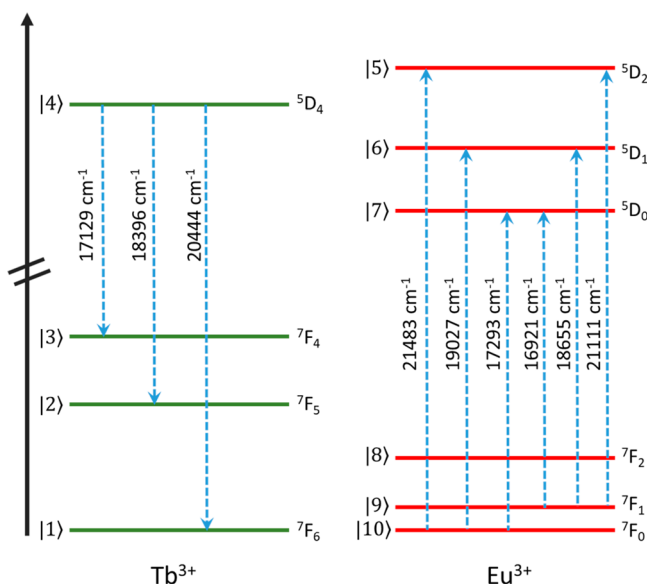 |4⟩ ⁵D₄
17129 cm⁻¹
18396 cm⁻¹
20444 cm⁻¹
|3⟩ ⁷F₄
|2⟩ ⁷F₅
|1⟩ ⁷F₆
Tb³⁺
|5⟩ ⁵D₂
|6⟩ ⁵D₁
|7⟩ ⁵D₀
21483 cm⁻¹
19027 cm⁻¹
17293 cm⁻¹
16921 cm⁻¹
18655 cm⁻¹
21111 cm⁻¹
|8⟩ ⁷F₂
|9⟩ ⁷F₁
|10⟩ ⁷F₀
Eu³⁺